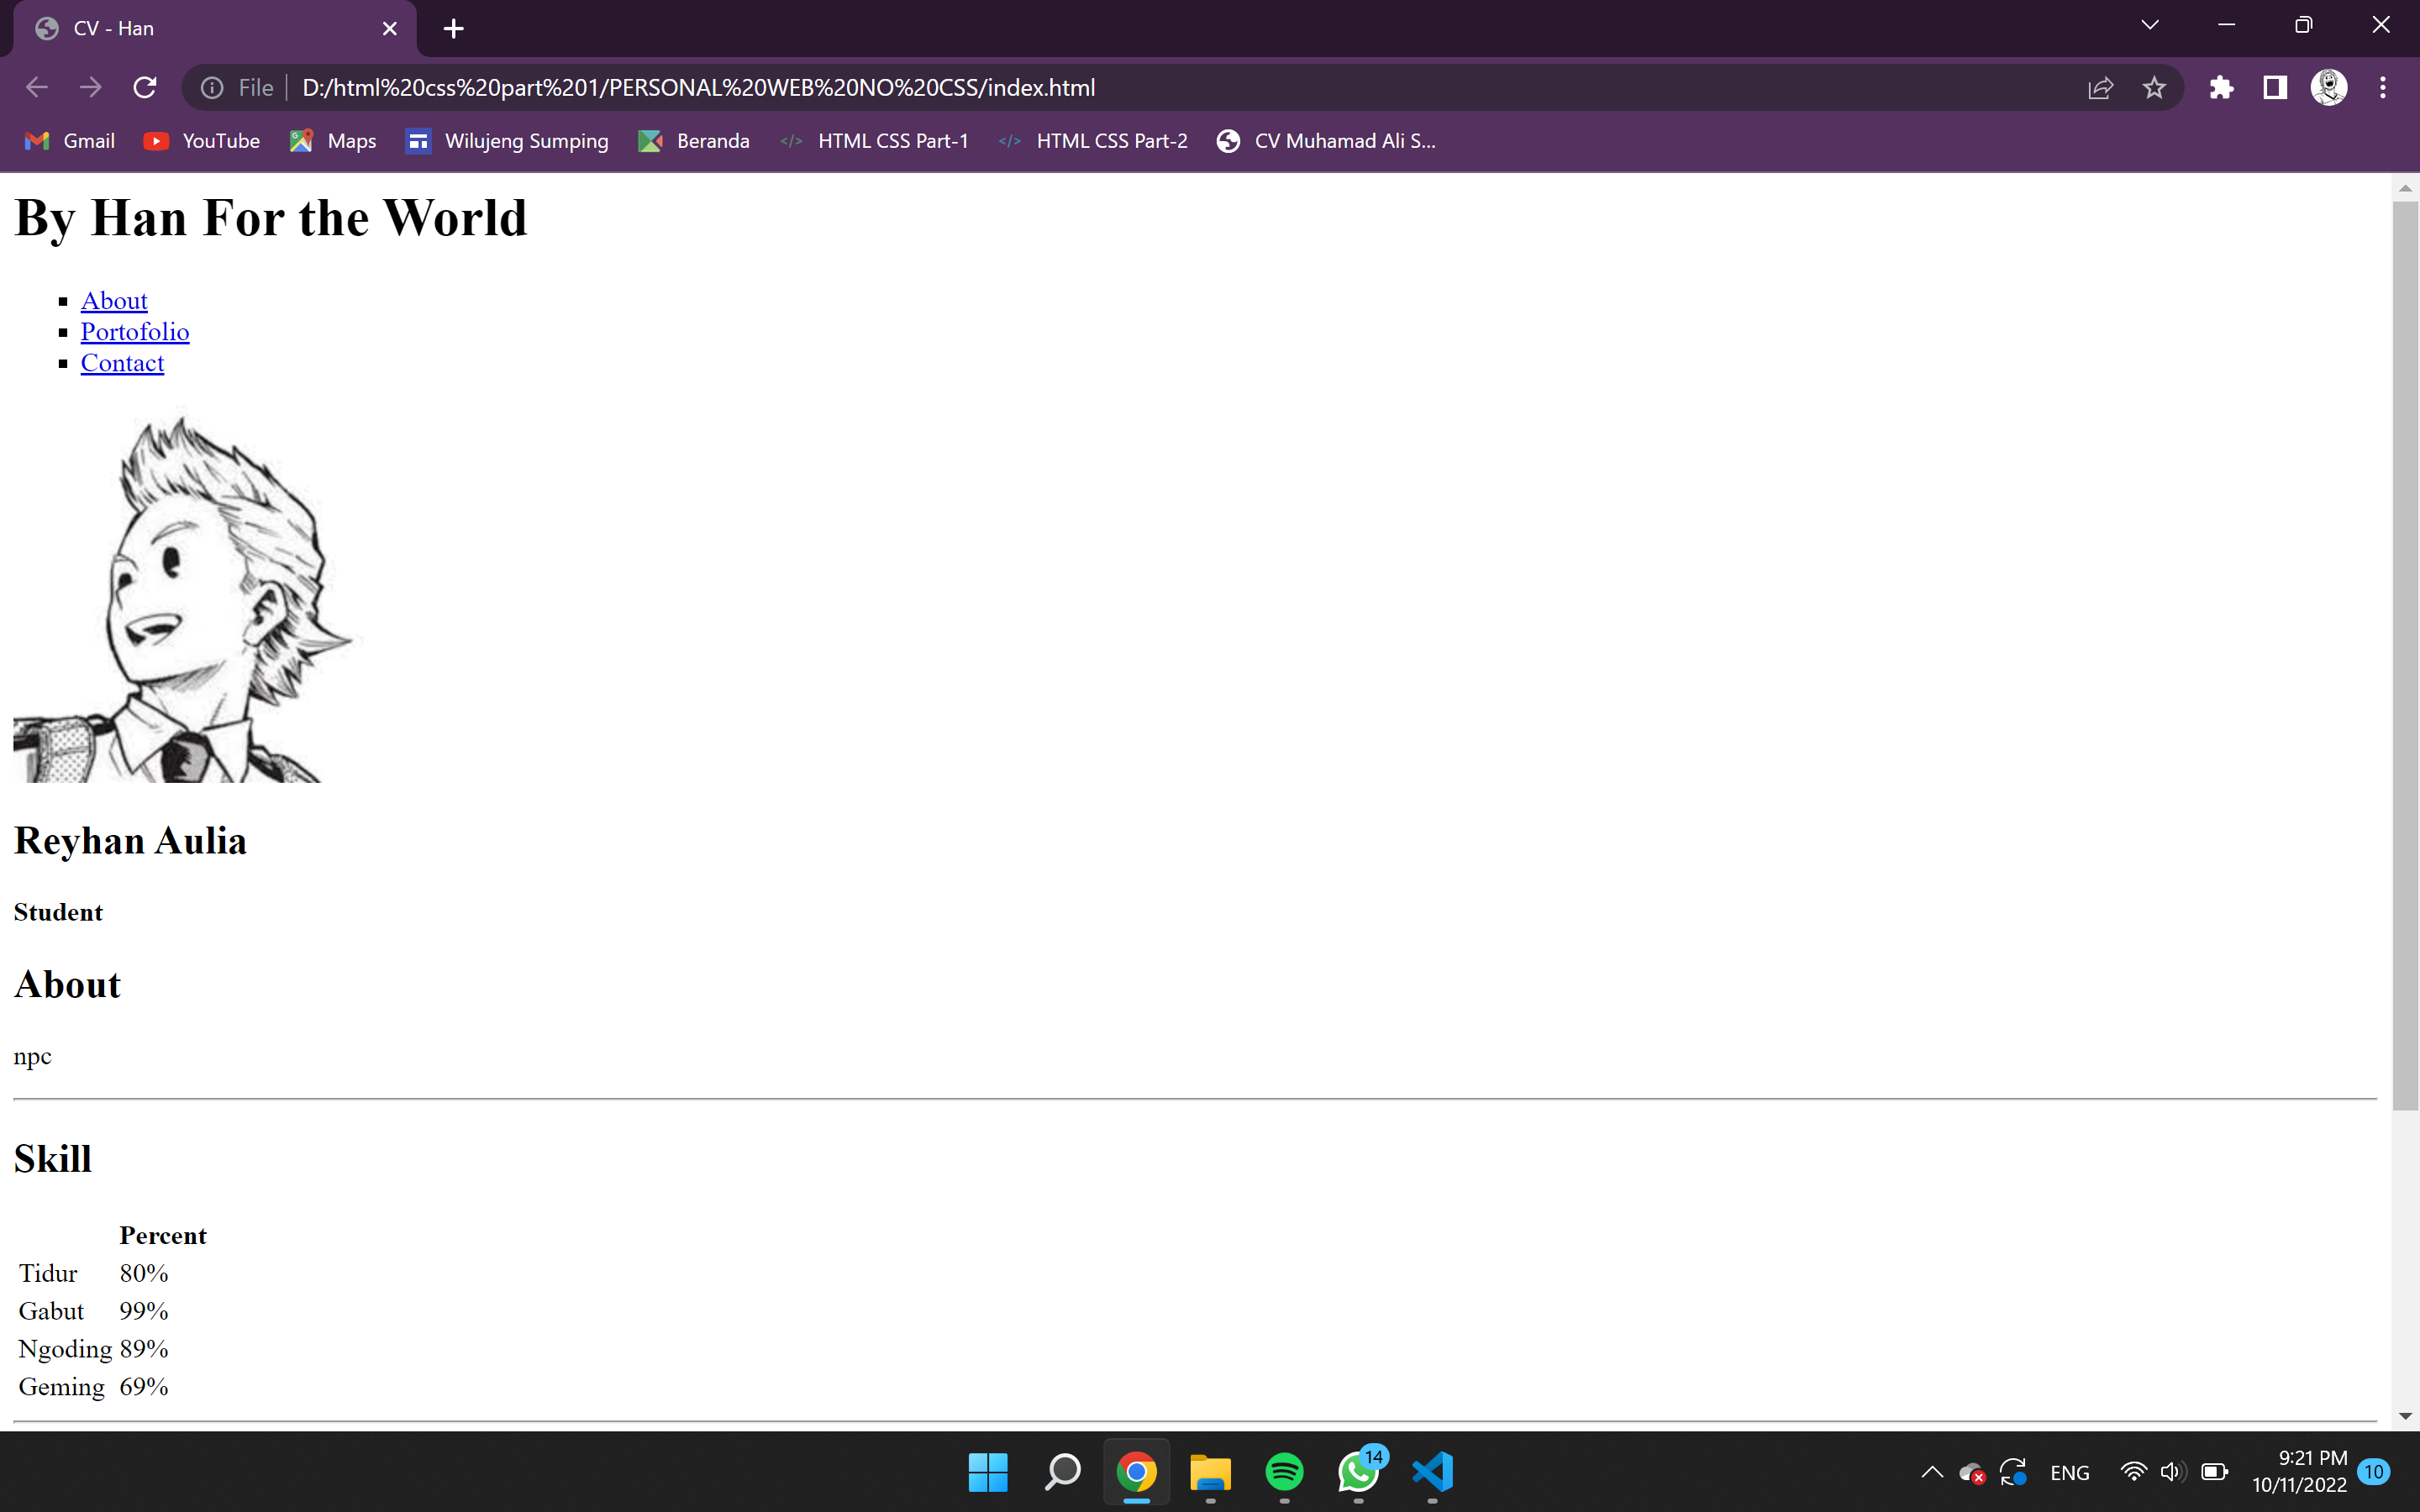 CV - Han
File
D:/html%20css%20part%201/PERSONAL%20WEB%20NO%20CSS/index.html
Gmail YouTube Maps Wilujeng Sumping Beranda </> HTML CSS Part-1 </> HTML CSS Part-2 CV Muhamad Ali S...
By Han For the World
About
Portofolio
Contact
Reyhan Aulia
Student
About
npc
Skill
Percent
Tidur 80%
Gabut 99%
Ngoding 89%
Geming 69%
14
ENG
9:21 PM
10/11/2022
10